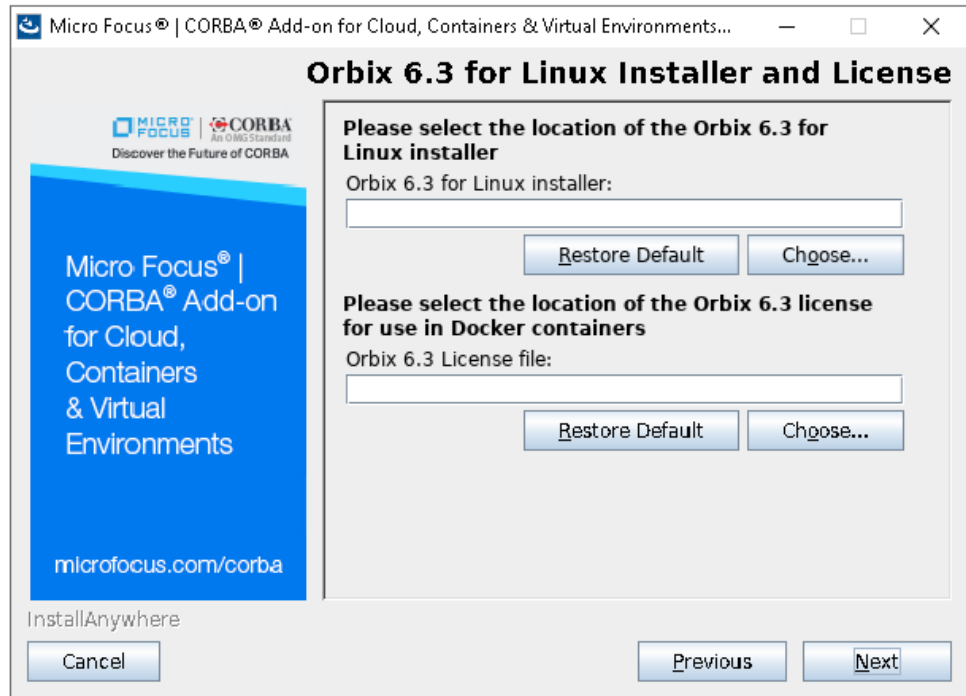 Micro Focus® | CORBA® Add-on for Cloud, Containers & Virtual Environments...
Orbix 6.3 for Linux Installer and License
MICRO FOCUS | CORBA
An OMG Standard
Discover the Future of CORBA
Micro Focus® |
CORBA® Add-on
for Cloud,
Containers
& Virtual
Environments
microfocus.com/corba
Please select the location of the Orbix 6.3 for
Linux installer
Orbix 6.3 for Linux installer:
Restore Default Choose...
Please select the location of the Orbix 6.3 license
for use in Docker containers
Orbix 6.3 License file:
Restore Default Choose...
InstallAnywhere
Cancel Previous Next